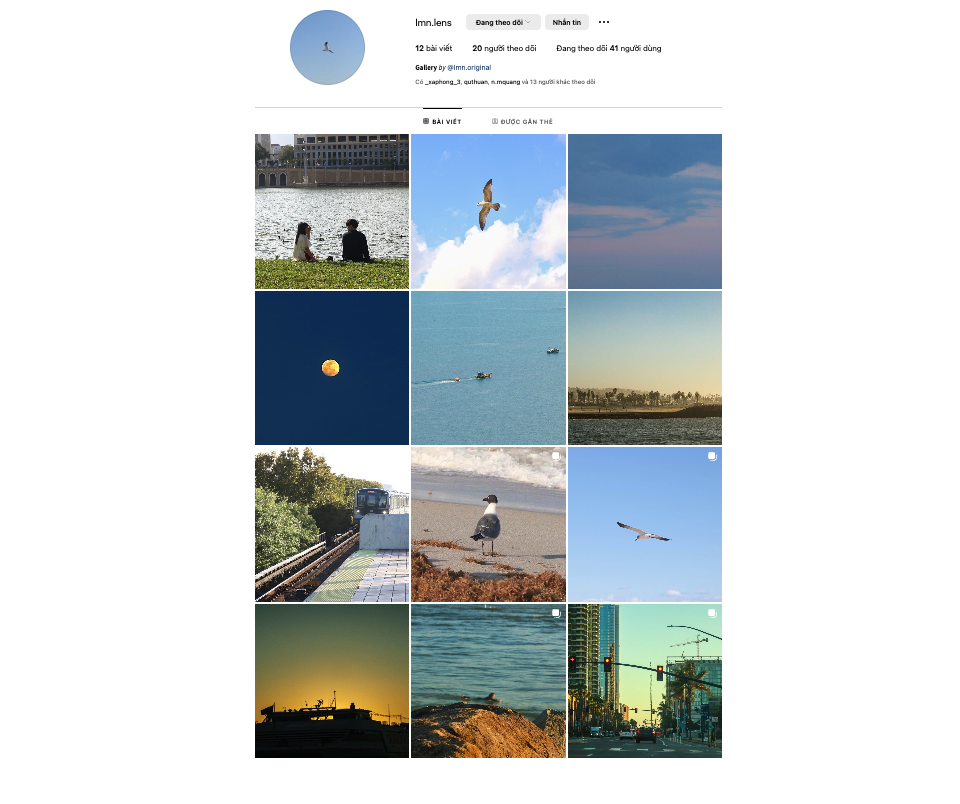 lmn.lens
Đang theo dõi
Nhắn tin
12 bài viết
20 người theo dõi
Đang theo dõi 41 người dùng
Gallery by @lmn.original
Có _xaphong_3, quthuan, n.mquang và 13 người khác theo dõi
BÀI VIẾT
ĐƯỢC GẮN THẺ